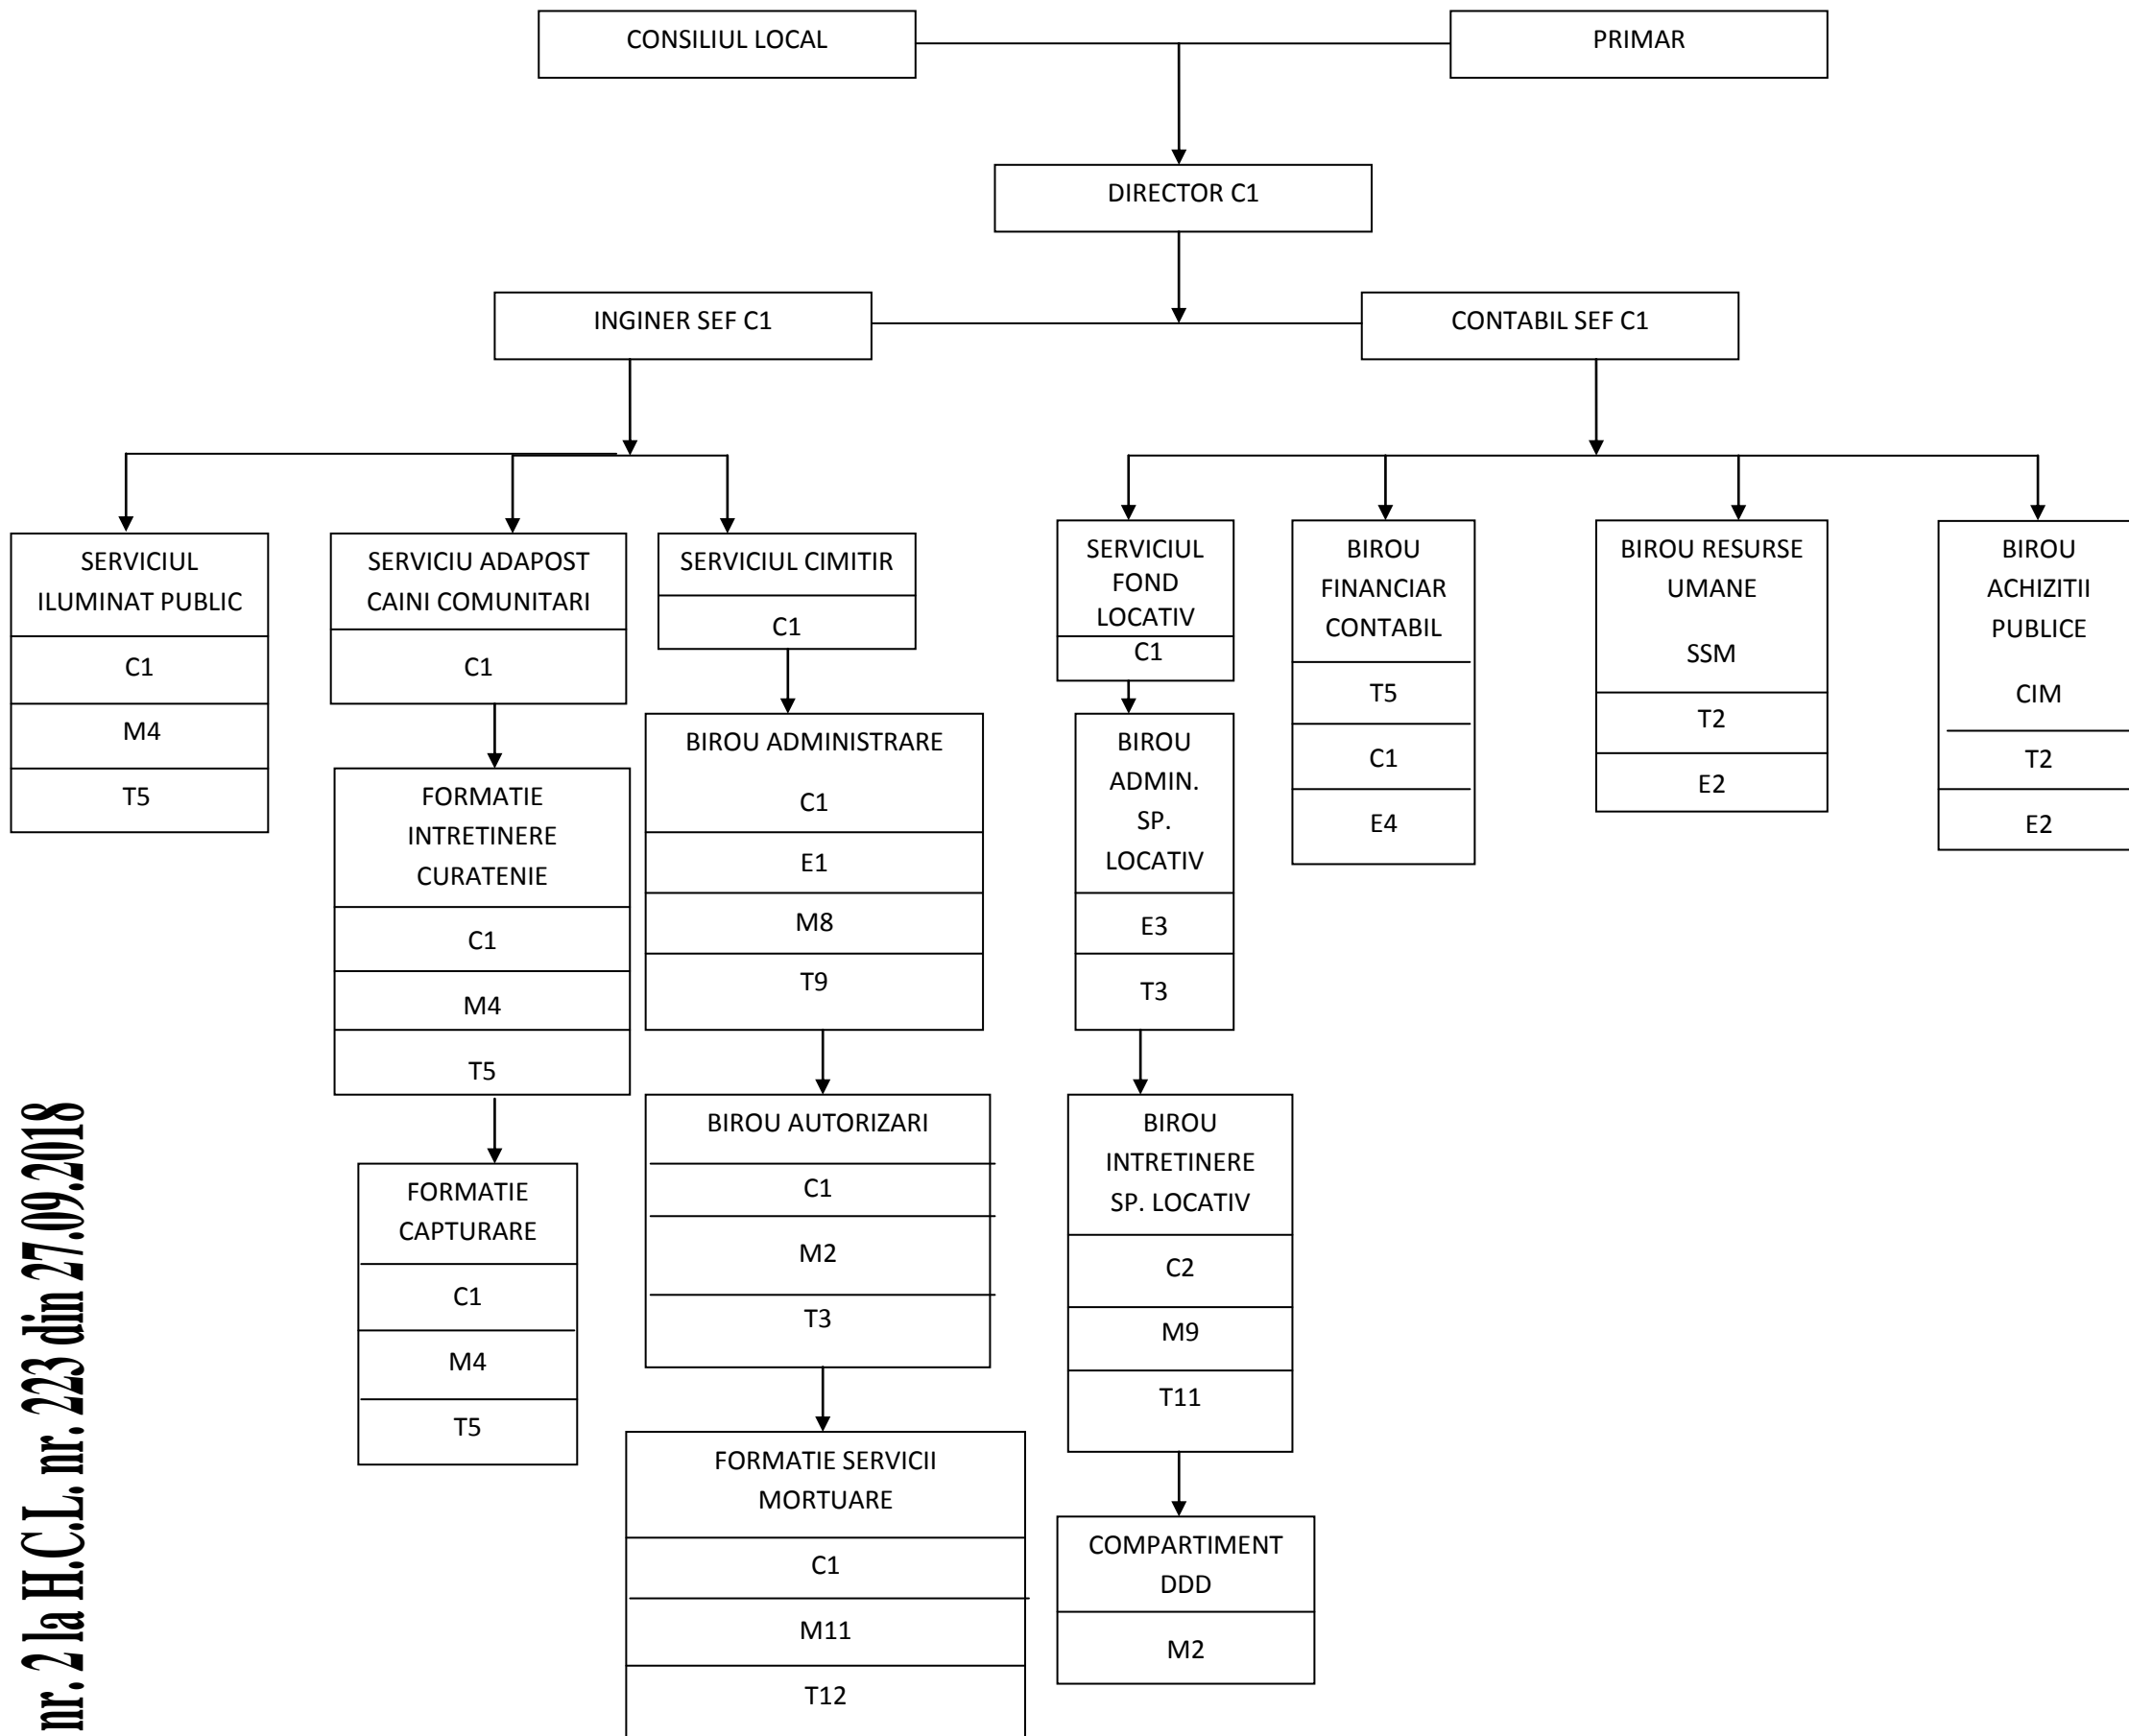 CONSILIUL LOCAL
PRIMAR
DIRECTOR C1
INGINER SEF C1
CONTABIL SEF C1
SERVICIUL
ILUMINAT PUBLIC
C1
M4
T5
SERVICIU ADAPOST
CAINI COMUNITARI
C1
FORMATIE
INTRETINERE
CURATENIE
C1
M4
T5
FORMATIE
CAPTURARE
C1
M4
T5
SERVICIUL CIMITIR
C1
BIROU ADMINISTRARE
C1
E1
M8
T9
BIROU AUTORIZARI
C1
M2
T3
FORMATIE SERVICII
MORTUARE
C1
M11
T12
SERVICIUL
FOND
LOCATIV
C1
BIROU
ADMIN.
SP.
LOCATIV
E3
T3
BIROU
INTRETINERE
SP. LOCATIV
C2
M9
T11
COMPARTIMENT
DDD
M2
BIROU
FINANCIAR
CONTABIL
T5
C1
E4
BIROU RESURSE
UMANE
SSM
T2
E2
BIROU
ACHIZITII
PUBLICE
CIM
T2
E2
nr. 2 la H.C.L. nr. 223 din 27.09.2018